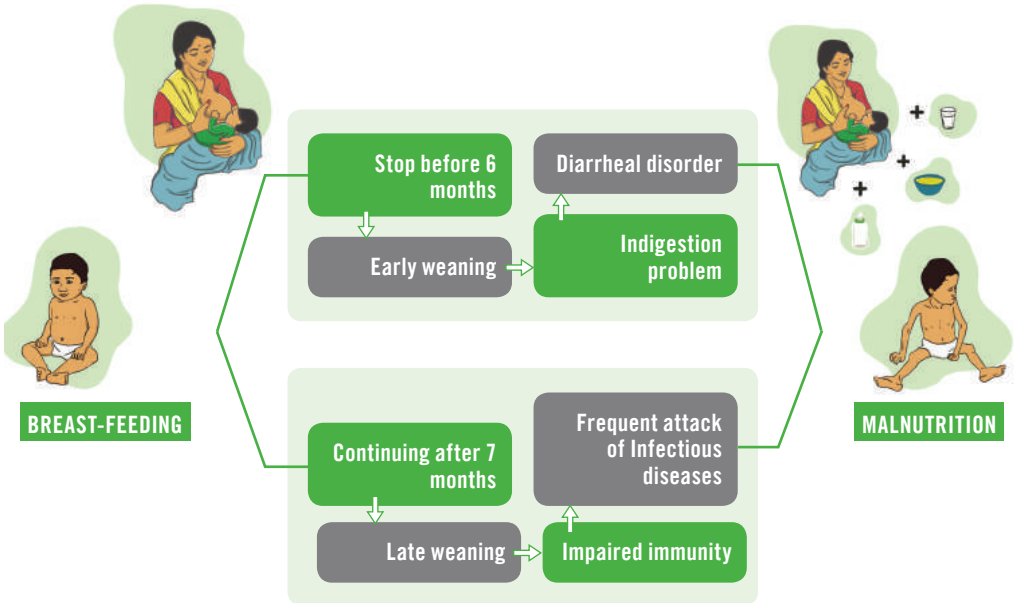 BREAST-FEEDING
Stop before 6
months
Early weaning
Indigestion
problem
Diarrheal disorder
Continuing after 7
months
Late weaning
Impaired immunity
Frequent attack
of Infectious
diseases
+
+
+
MALNUTRITION